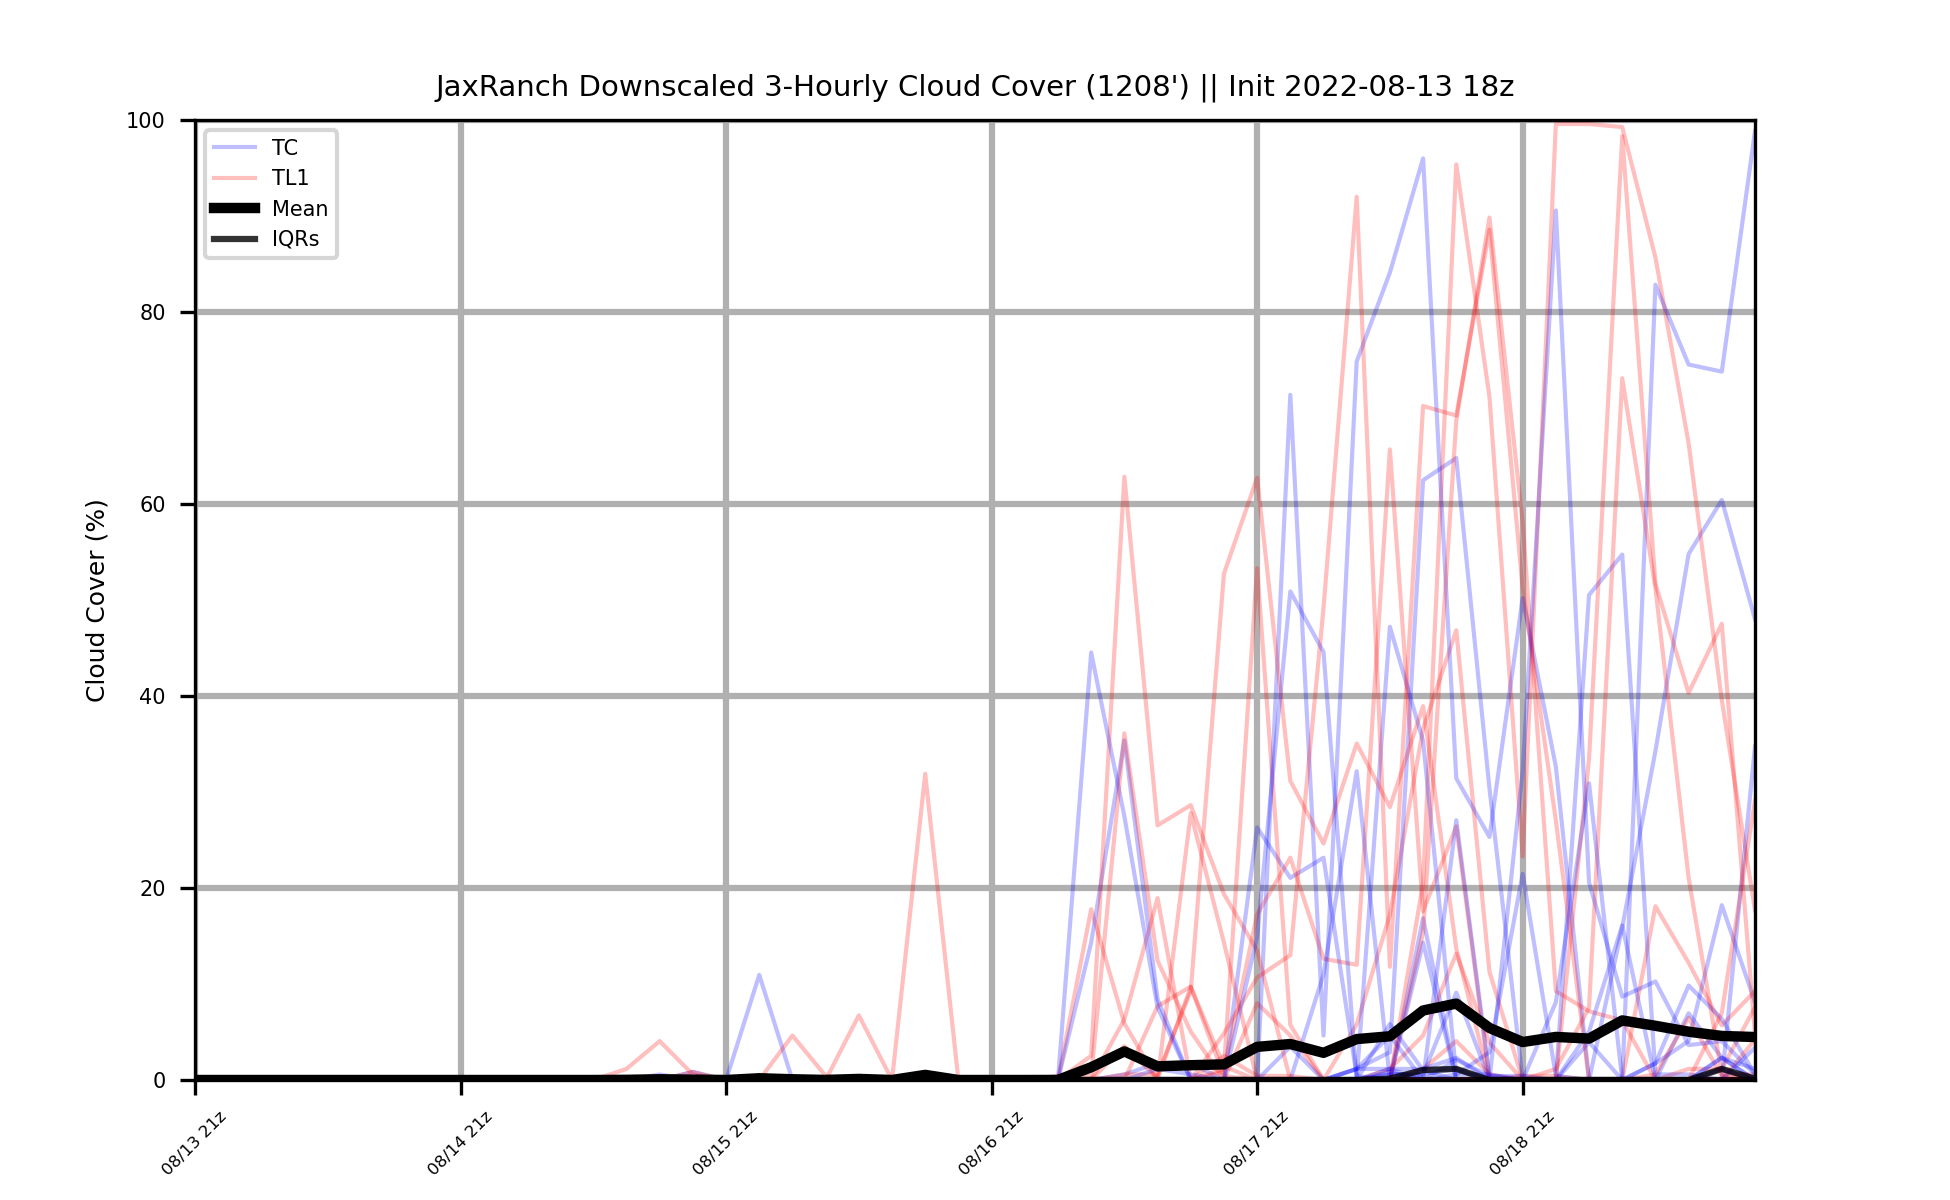 JaxRanch Downscaled 3-Hourly Cloud Cover (1208') || Init 2022-08-13 18z
100
80
60
40
20
0
Cloud Cover (%)
TC
TL1
Mean
IQRs
08/13 21z
08/14 21z
08/15 21z
08/16 21z
08/17 21z
08/18 21z